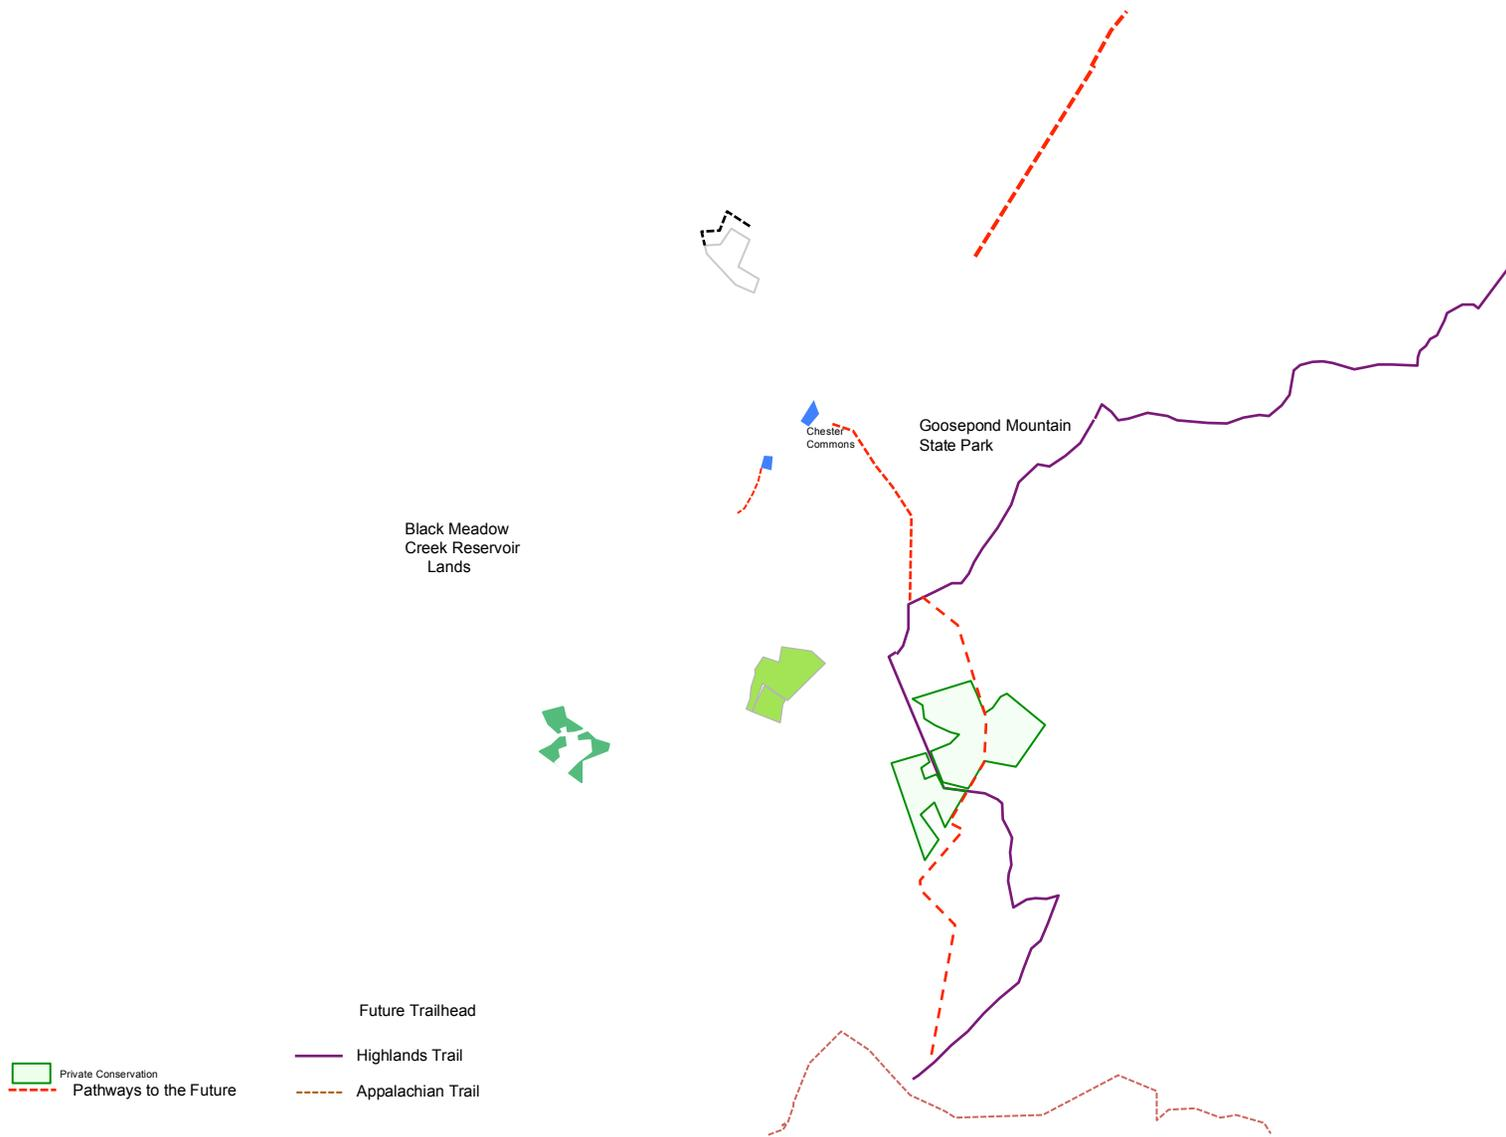 Goosepond Mountain
State Park
Chester
Commons
Black Meadow
Creek Reservoir
Lands
Future Trailhead
Highlands Trail
Private Conservation
Pathways to the Future
Appalachian Trail